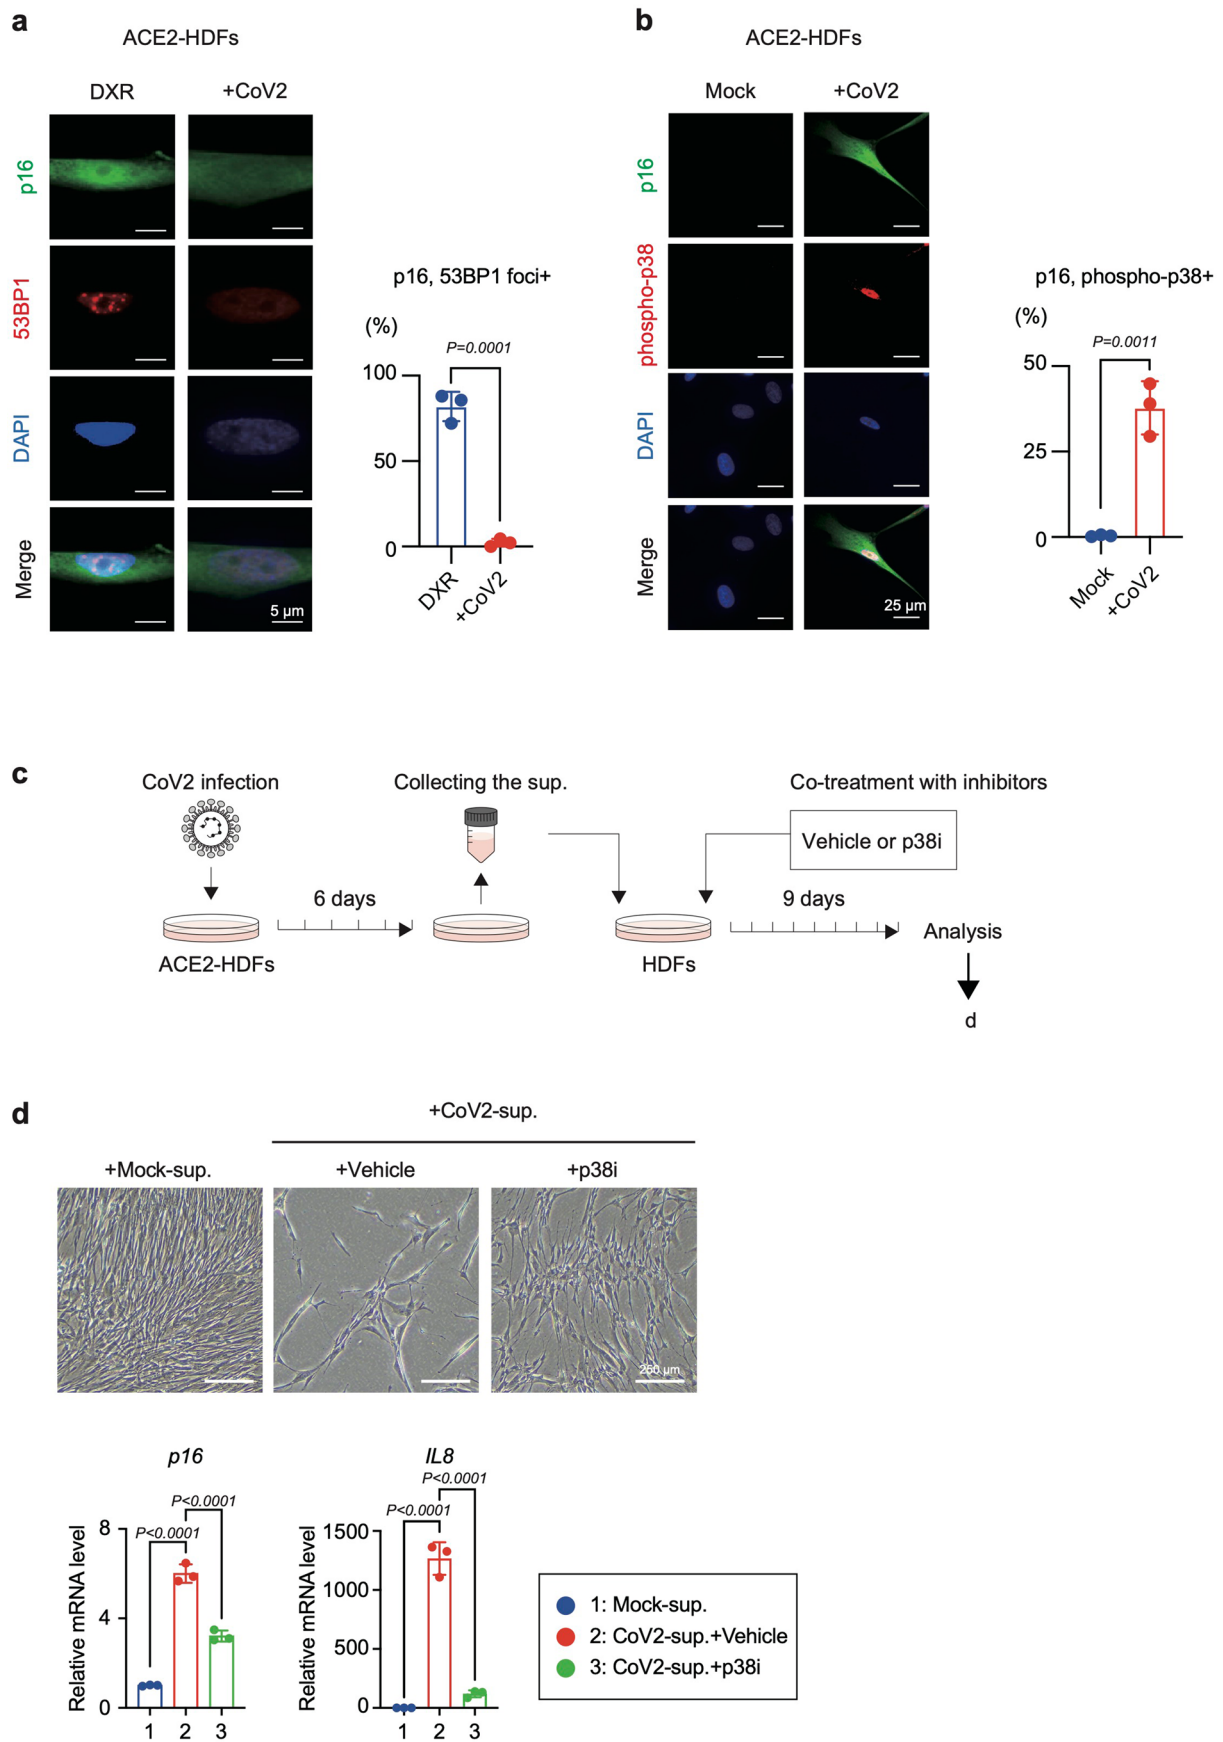 a
ACE2-HDFs
DXR
+CoV2
p16
53BP1
DAPI
Merge
5 µm
p16, 53BP1 foci+
(%)
P=0.0001
100
50
0
DXR
+CoV2
b
ACE2-HDFs
Mock
+CoV2
p16
phospho-p38
DAPI
Merge
25 µm
p16, phospho-p38+
(%)
P=0.0011
50
25
0
Mock
+CoV2
c
CoV2 infection
Collecting the sup.
Co-treatment with inhibitors
Vehicle or p38i
6 days
9 days
ACE2-HDFs
HDFs
Analysis
d
d
+CoV2-sup.
+Mock-sup.
+Vehicle
+p38i
250 µm
p16
P<0.0001
P<0.0001
Relative mRNA level
8
4
0
1 2 3
IL8
P<0.0001
P<0.0001
Relative mRNA level
1500
1000
500
0
1 2 3
1: Mock-sup.
2: CoV2-sup.+Vehicle
3: CoV2-sup.+p38i